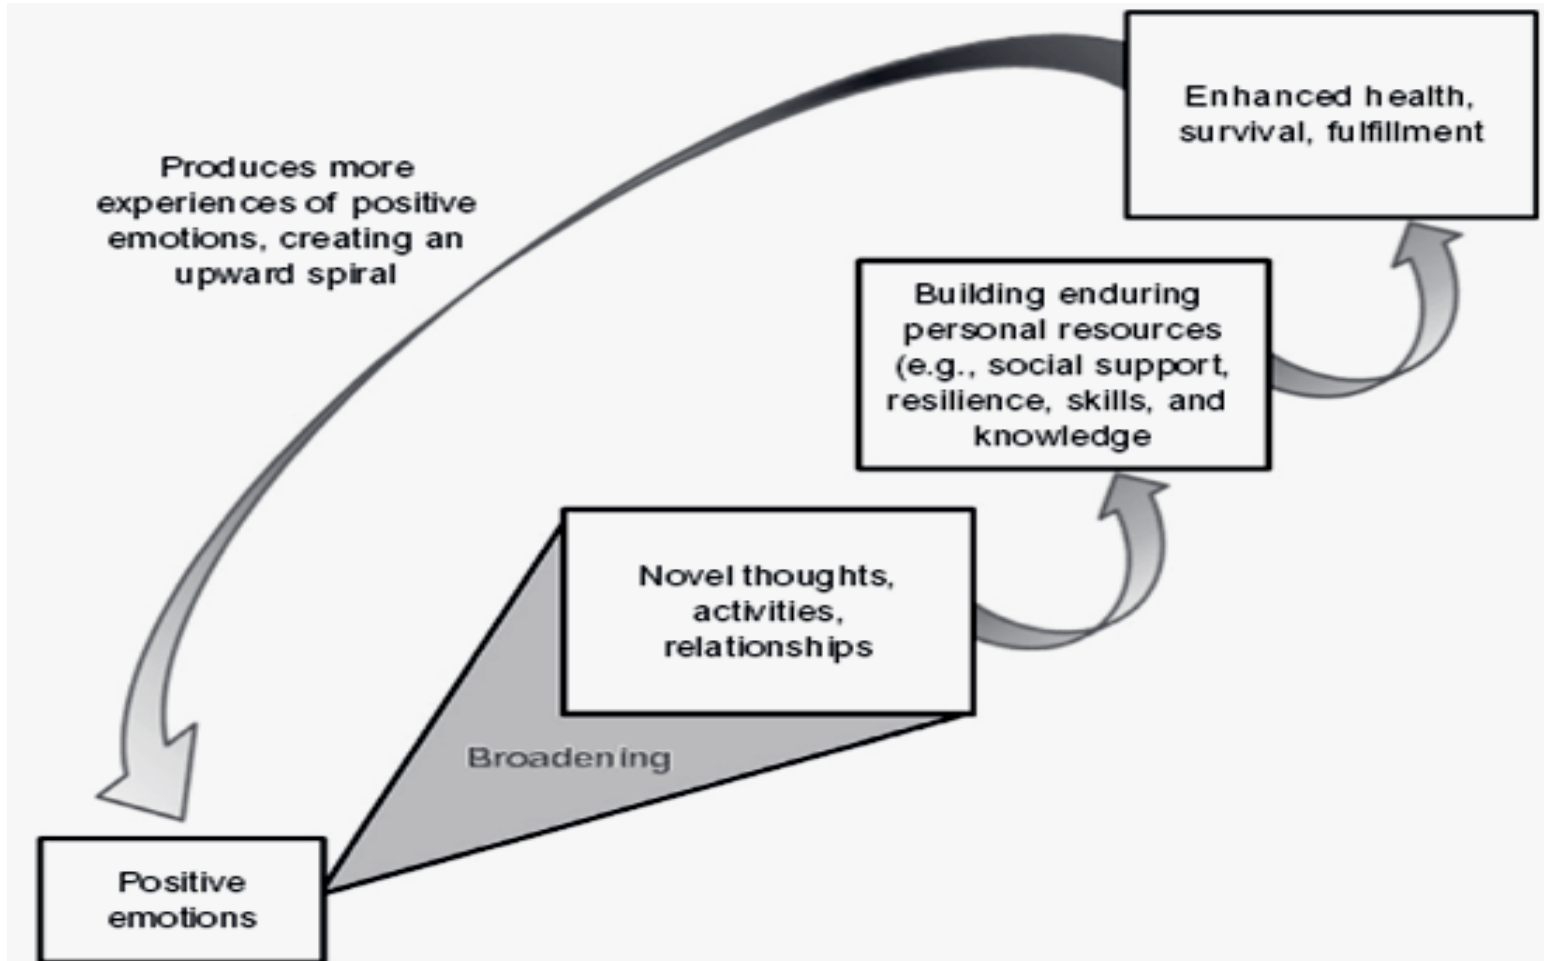 Enhanced health,
survival, fulfillment
Produces more
experiences of positive
emotions, creating an
upward spiral
Building enduring
personal resources
(e.g., social support,
resilience, skills, and
knowledge
Novel thoughts,
activities,
relationships
Broadening
Positive
emotions